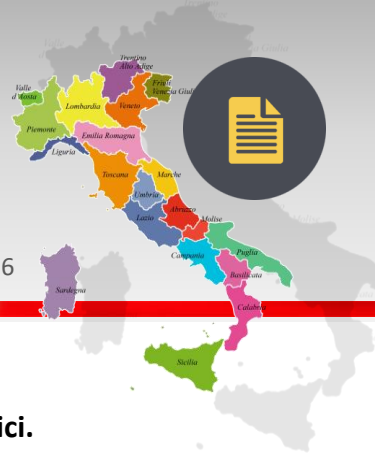 Trentino
Alto Adige
Friuli
Venezia Giuli
Valle
d'Aosta
Lombardia
Veneto
Piemonte
Emilia Romagna
Liguria
Toscana
Marche
Umbria
Lazio
Abruzzo
Molise
Campania
Puglia
Basilicata
Sardegna
Calabria
Sicilia
6
ici.